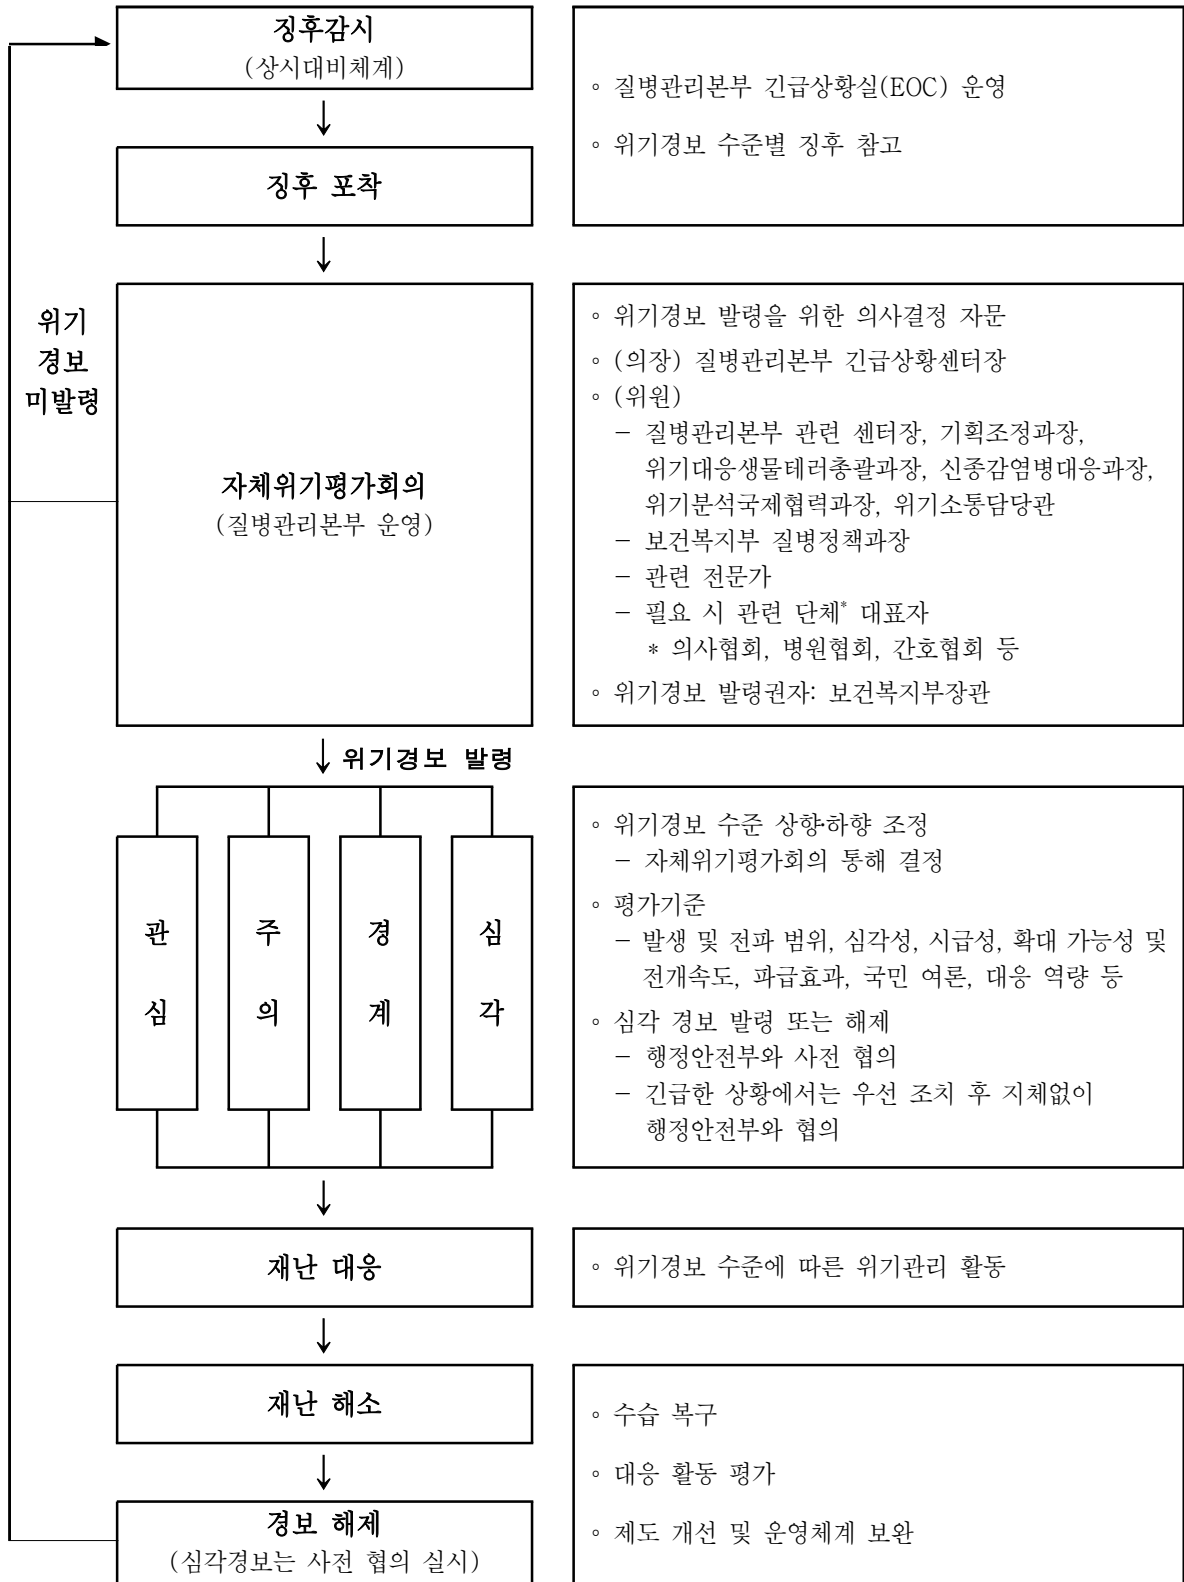 징후감시
(상시대비체계)
◦ 질병관리본부 긴급상황실(EOC) 운영
◦ 위기경보 수준별 징후 참고
↓
징후 포착
↓
위기
경보
미발령
자체위기평가회의
(질병관리본부 운영)
◦ 위기경보 발령을 위한 의사결정 자문
◦ (의장) 질병관리본부 긴급상황센터장
◦ (위원)
− 질병관리본부 관련 센터장, 기획조정과장,
위기대응생물테러총괄과장, 신종감염병대응과장,
위기분석국제협력과장, 위기소통담당관
− 보건복지부 질병정책과장
− 관련 전문가
− 필요 시 관련 단체* 대표자
* 의사협회, 병원협회, 간호협회 등
◦ 위기경보 발령권자: 보건복지부장관
↓ 위기경보 발령
관심
주의
경계
심각
◦ 위기경보 수준 상향·하향 조정
− 자체위기평가회의 통해 결정
◦ 평가기준
− 발생 및 전파 범위, 심각성, 시급성, 확대 가능성 및
전개속도, 파급효과, 국민 여론, 대응 역량 등
◦ 심각 경보 발령 또는 해제
− 행정안전부와 사전 협의
− 긴급한 상황에서는 우선 조치 후 지체없이
행정안전부와 협의
↓
재난 대응
◦ 위기경보 수준에 따른 위기관리 활동
↓
재난 해소
↓
경보 해제
(심각경보는 사전 협의 실시)
◦ 수습 복구
◦ 대응 활동 평가
◦ 제도 개선 및 운영체계 보완